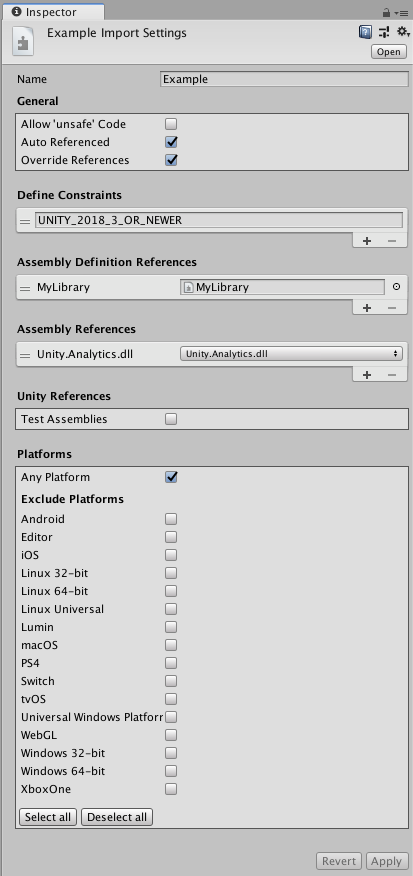 Inspector
Example Import Settings
Open
Name Example
General
Allow 'unsafe' Code
Auto Referenced
Override References
Define Constraints
UNITY_2018_3_OR_NEWER
+ −
Assembly Definition References
MyLibrary MyLibrary
+ −
Assembly References
Unity.Analytics.dll Unity.Analytics.dll
+ −
Unity References
Test Assemblies
Platforms
Any Platform
Exclude Platforms
Android
Editor
iOS
Linux 32-bit
Linux 64-bit
Linux Universal
Lumin
macOS
PS4
Switch
tvOS
Universal Windows Platforr
WebGL
Windows 32-bit
Windows 64-bit
XboxOne
Select all Deselect all
Revert Apply